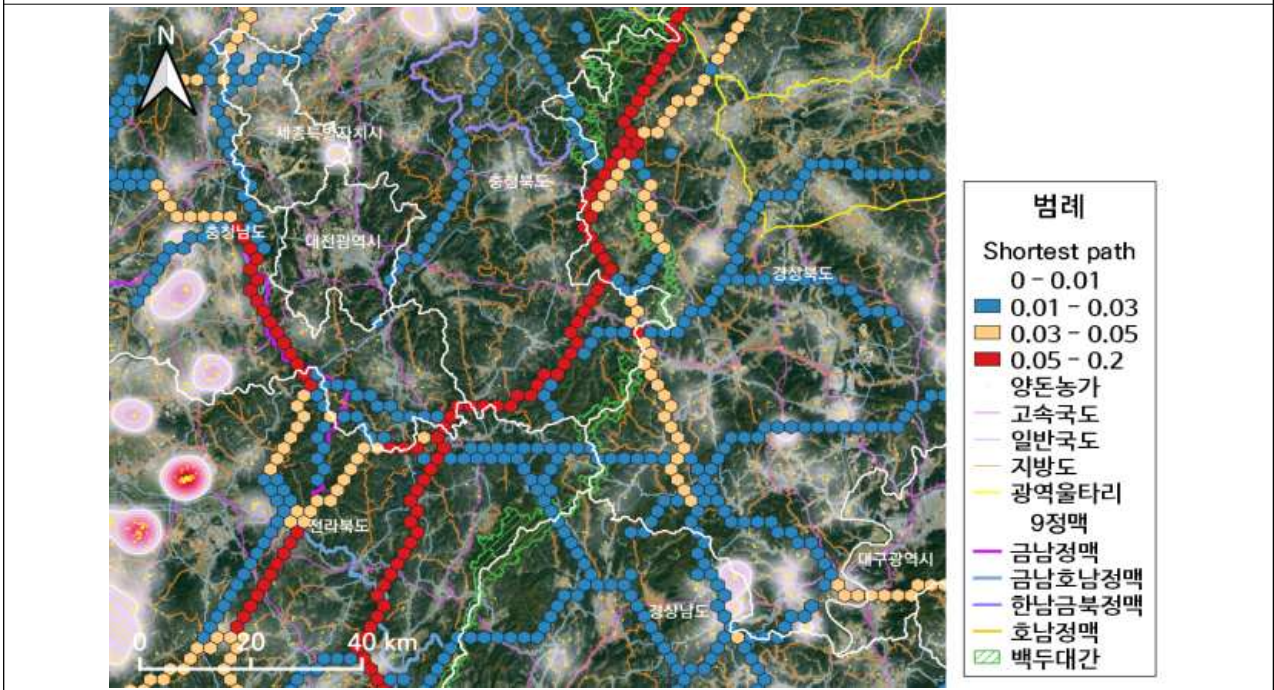 N
세종특별자치시
충청북도
충청남도
대전광역시
경상북도
전라북도
대구광역시
경상남도
0 20 40 km
범례
Shortest path
0 - 0.01
0.01 - 0.03
0.03 - 0.05
0.05 - 0.2
양돈농가
고속국도
일반국도
지방도
광역울타리
9정맥
금남정맥
금남호남정맥
한남금북정맥
호남정맥
백두대간